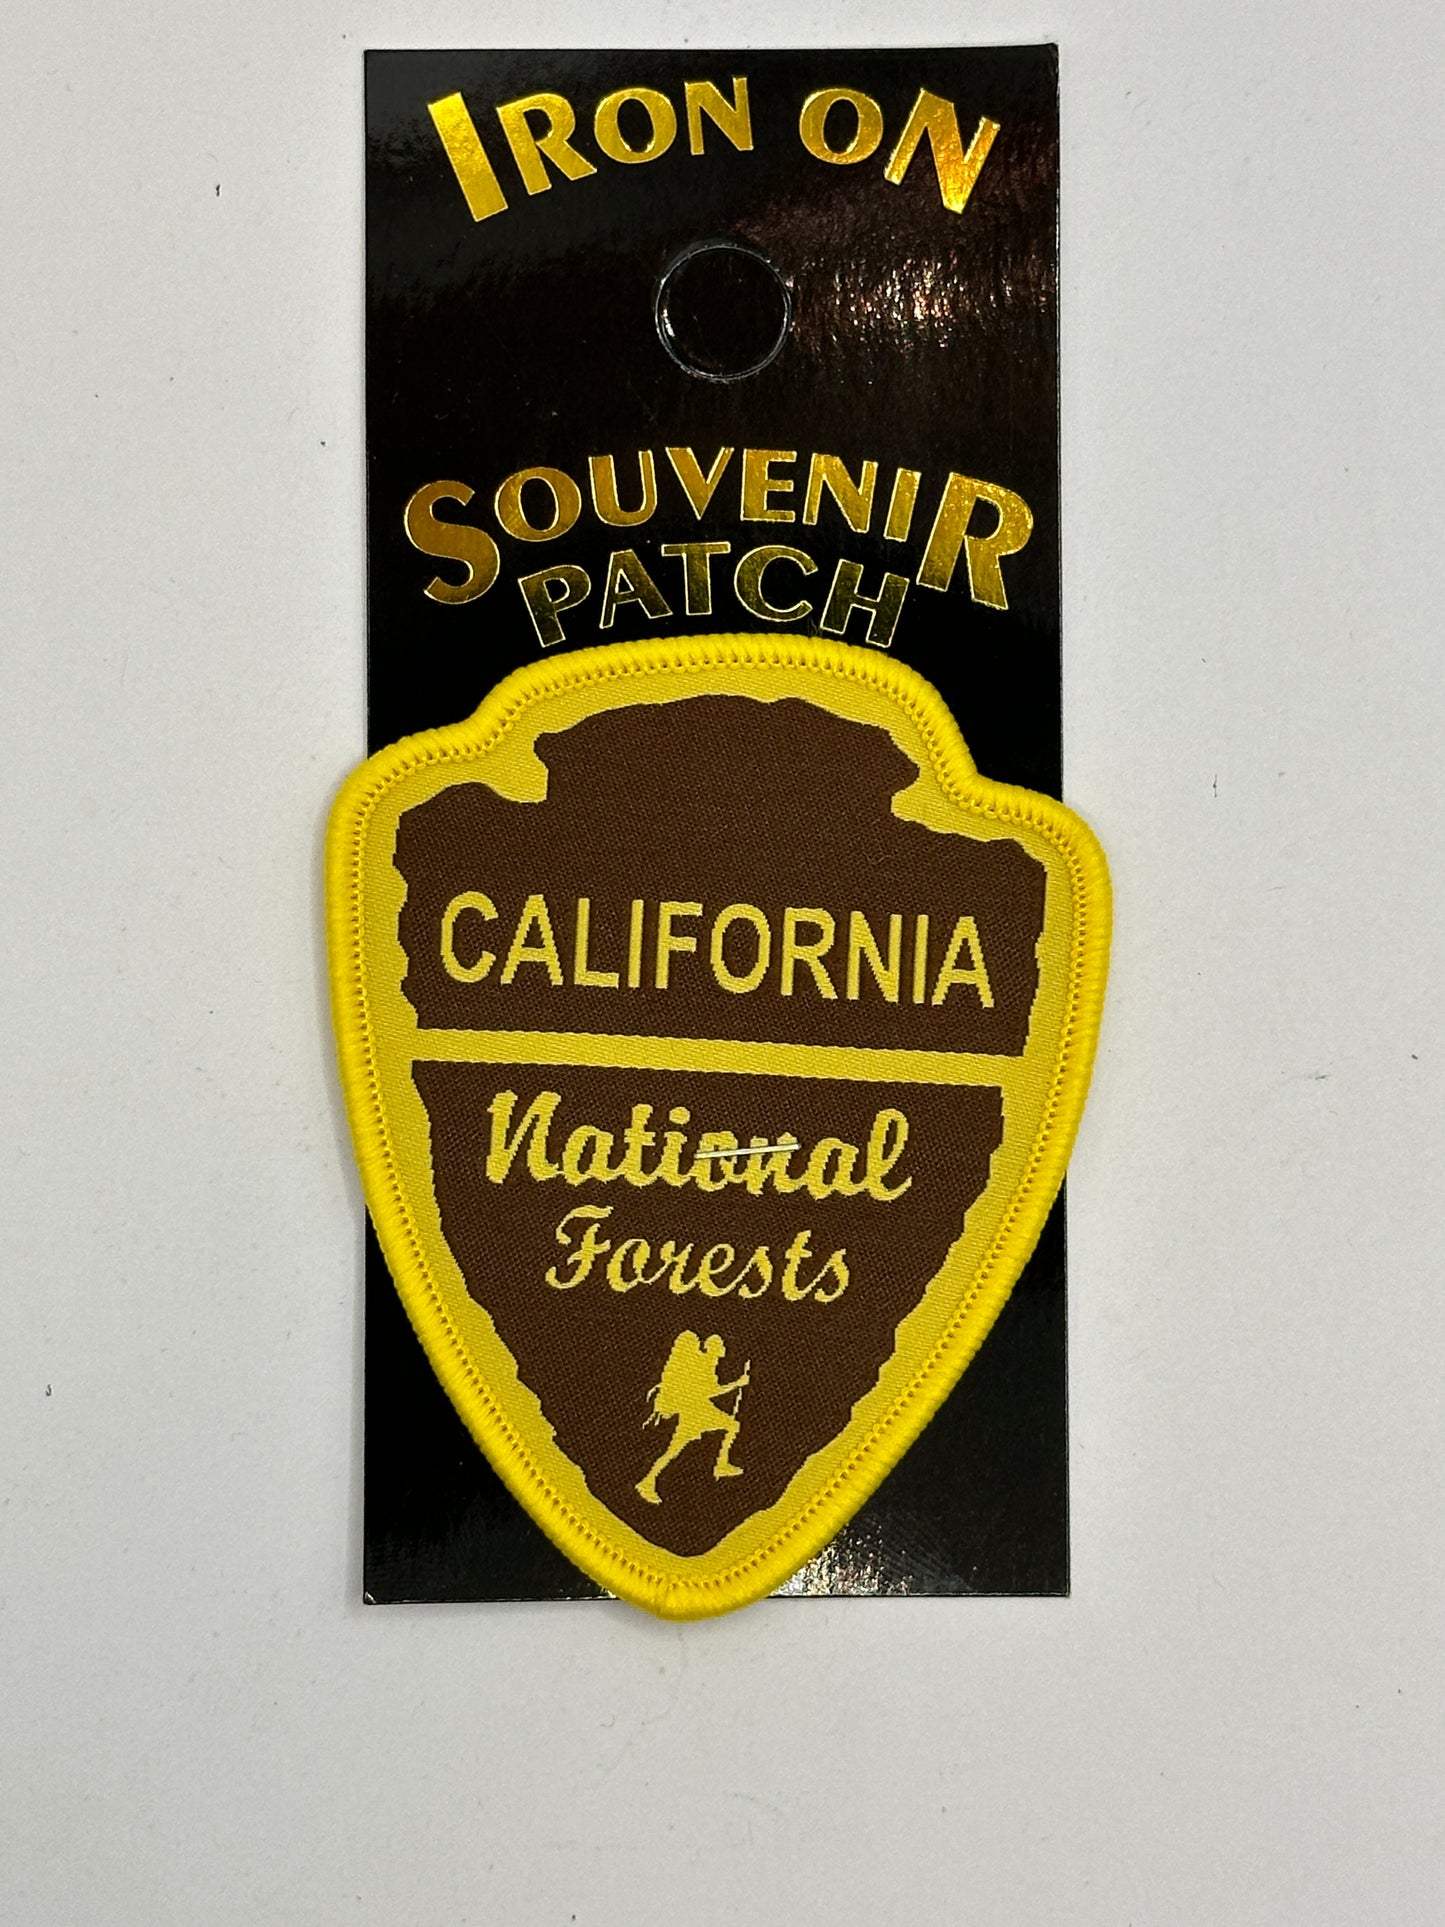 IRON ON
SOUVENIR
PATCH
CALIFORNIA
National
Forests